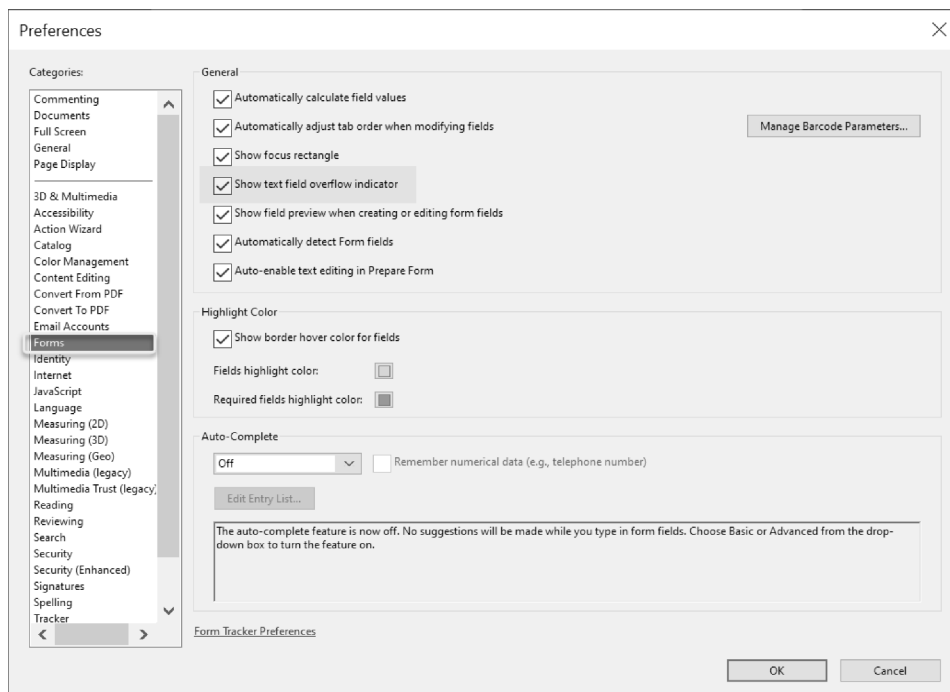 Preferences
Categories:
Commenting
Documents
Full Screen
General
Page Display
3D & Multimedia
Accessibility
Action Wizard
Catalog
Color Management
Content Editing
Convert From PDF
Convert To PDF
Email Accounts
Forms
Identity
Internet
JavaScript
Language
Measuring (2D)
Measuring (3D)
Measuring (Geo)
Multimedia (legacy)
Multimedia Trust (legacy)
Reading
Reviewing
Search
Security
Security (Enhanced)
Signatures
Spelling
Tracker
General
Automatically calculate field values
Automatically adjust tab order when modifying fields
Manage Barcode Parameters...
Show focus rectangle
Show text field overflow indicator
Show field preview when creating or editing form fields
Automatically detect Form fields
Auto-enable text editing in Prepare Form
Highlight Color
Show border hover color for fields
Fields highlight color:
Required fields highlight color:
Auto-Complete
Off
Remember numerical data (e.g., telephone number)
Edit Entry List...
The auto-complete feature is now off. No suggestions will be made while you type in form fields. Choose Basic or Advanced from the drop-
down box to turn the feature on.
Form Tracker Preferences
OK
Cancel